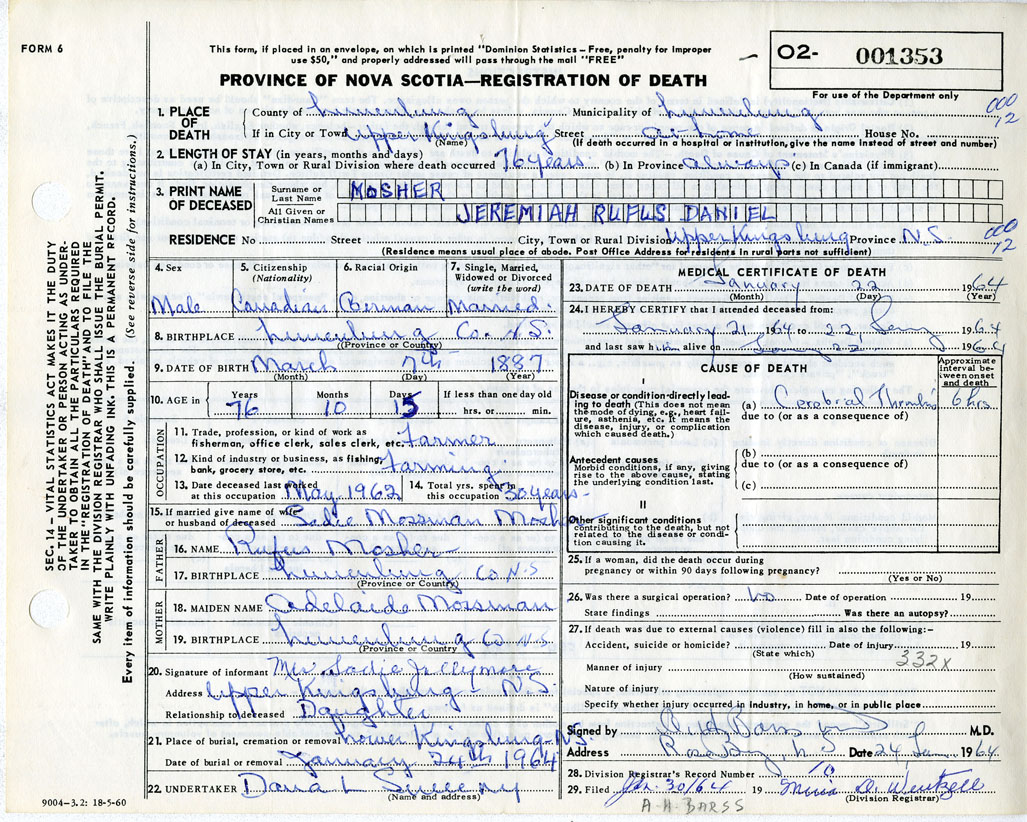 FORM 6
This form, if placed in an envelope, on which is printed "Dominion Statistics – Free, penalty for improper
use $50," and properly addressed will pass through the mail "FREE"
PROVINCE OF NOVA SCOTIA—REGISTRATION OF DEATH
02- 001353
For use of the Department only
SEC. 14 – VITAL STATISTICS ACT MAKES IT THE DUTY
OF THE UNDERTAKER OR PERSON ACTING AS UNDER-
TAKER TO OBTAIN ALL THE PARTICULARS REQUIRED
IN THE "REGISTRATION OF DEATH" AND TO FILE THE
SAME WITH THE DIVISION REGISTRAR WHO SHALL ISSUE THE BURIAL PERMIT.
WRITE PLAINLY WITH UNFADING INK. THIS IS A PERMANENT RECORD.
Every item of information should be carefully supplied. (See reverse side for instructions.)
1. PLACE OF DEATH
County of Lunenburg Municipality of Lunenburg
000 12
If in City or Town Upper Kingsburg Street at home House No.
(Name) (If death occurred in a hospital or institution, give the name instead of street and number)
2. LENGTH OF STAY (in years, months and days)
(a) In City, Town or Rural Division where death occurred 76 years (b) In Province always (c) In Canada (if immigrant)
3. PRINT NAME OF DECEASED
Surname or Last Name MOSHER
All Given or Christian Names JEREMIAH RUFUS DANIEL
RESIDENCE No Street City, Town or Rural Division Upper Kingsburg Province N.S.
000 12
(Residence means usual place of abode. Post Office Address for residents in rural parts not sufficient)
4. Sex Male
5. Citizenship (Nationality) Canadian
6. Racial Origin German
7. Single, Married, Widowed or Divorced (write the word) Married
8. BIRTHPLACE Lunenburg Co. N.S.
(Province or Country)
9. DATE OF BIRTH March 7th 1887
(Month) (Day) (Year)
10. AGE in Years 76 Months 10 Days 15 If less than one day old hrs. or min.
OCCUPATION
11. Trade, profession, or kind of work as
fisherman, office clerk, sales clerk, etc. Farmer
12. Kind of industry or business, as fishing,
bank, grocery store, etc. Farming
13. Date deceased last worked
at this occupation May 1962
14. Total yrs. spent in
this occupation 50 years
15. If married give name of wife
or husband of deceased Sadie Mossman Mosher
FATHER
16. NAME Rufus Mosher
17. BIRTHPLACE Lunenburg Co. N.S
(Province or Country)
MOTHER
18. MAIDEN NAME Adelaide Mossman
19. BIRTHPLACE Lunenburg Co N.S
(Province or Country)
20. Signature of informant Mrs Sadie
Address Upper Kingsburg - N.S.
Relationship to deceased Daughter
21. Place of burial, cremation or removal Lower Kingsburg N.S.
Date of burial or removal January 24th 1964
22. UNDERTAKER Dana L Sweeny
(Name and address)
9004–3.2: 18-5-60
MEDICAL CERTIFICATE OF DEATH
23. DATE OF DEATH January 22 1964
(Month) (Day) (Year)
24. I HEREBY CERTIFY that I attended deceased from:
January 21 1964 to 22 Jany 1964
and last saw him alive on 1964
CAUSE OF DEATH
Approximate interval between onset and death
I
Disease or condition directly lead-
ing to death (This does not mean
the mode of dying, e.g., heart fail-
ure, asthenia, etc. It means the
disease, injury, or complication
which caused death.)
(a) Cerebral Thrombs 6 hrs
due to (or as a consequence of)
Antecedent causes
Morbid conditions, if any, giving
rise to the above cause, stating
the underlying condition last.
(b)
due to (or as a consequence of)
(c)
II
Other significant conditions
contributing to the death, but not
related to the disease or condi-
tion causing it.
25. If a woman, did the death occur during
pregnancy or within 90 days following pregnancy?
(Yes or No)
26. Was there a surgical operation? No Date of operation 19
State findings Was there an autopsy?
27. If death was due to external causes (violence) fill in also the following:–
Accident, suicide or homicide? Date of injury 19
(State which)
332X
Manner of injury
(How sustained)
Nature of injury
Specify whether injury occurred in industry, in home, or in public place
Signed by A H Barss M.D.
Address Rose Bay N S Date 24 Jan 1964
28. Division Registrar's Record Number 10
29. Filed Jan. 30/64 19 O. Wentzell
(Division Registrar)
A. H. BARSS